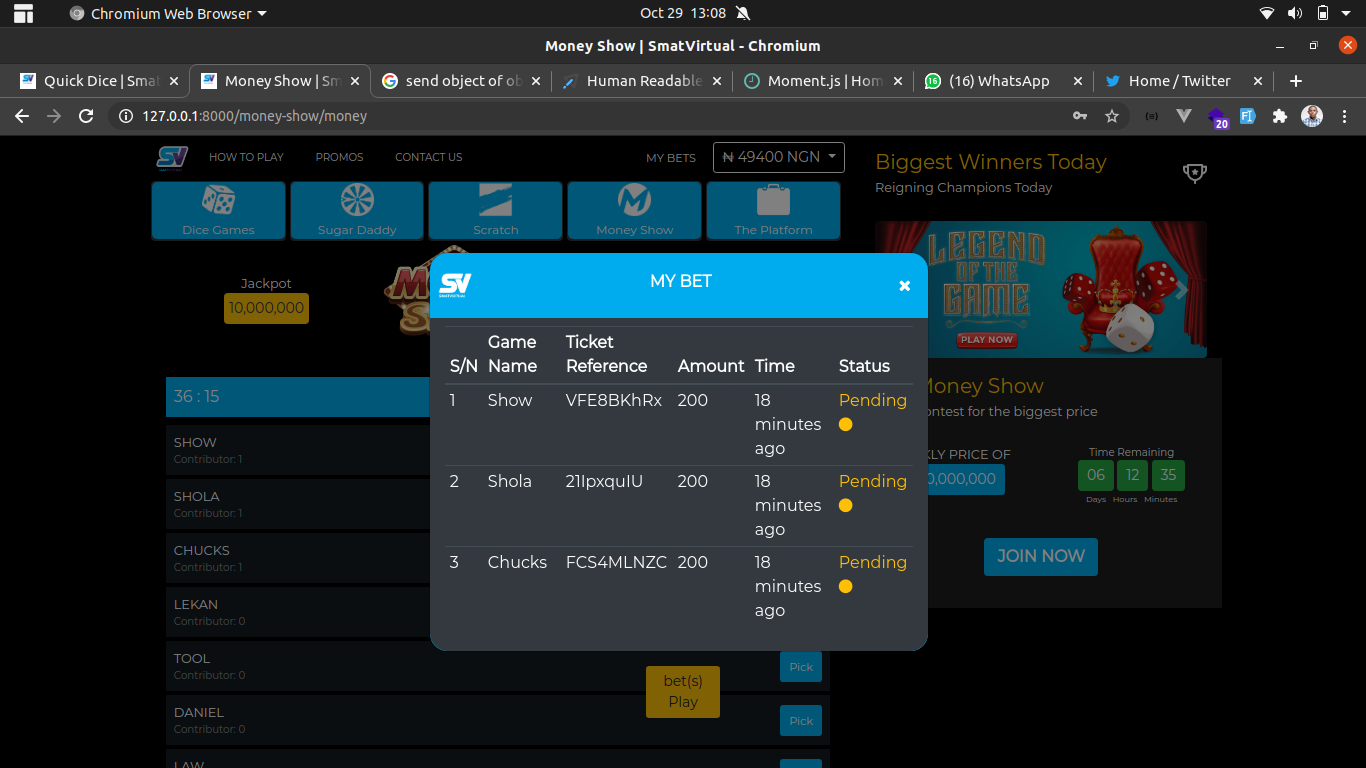 Chromium Web Browser
Oct 29 13:08
Money Show | SmatVirtual - Chromium
Quick Dice | Smat
Money Show | Sm
send object of ob
Human Readable
Moment.js | Hom
(16) WhatsApp
Home / Twitter
127.0.0.1:8000/money-show/money
20
SV
HOW TO PLAY
PROMOS
CONTACT US
MY BETS
₦ 49400 NGN
Biggest Winners Today
Reigning Champions Today
Dice Games
Sugar Daddy
Scratch
Money Show
The Platform
LEGEND
OF THE
GAME
PLAY NOW
Jackpot
10,000,000
SV
SMATVIRTUAL
MY BET
S/N Game Name Ticket Reference Amount Time Status
1 Show VFE8BKhRx 200 18 minutes ago Pending
2 Shola 21IpxquIU 200 18 minutes ago Pending
3 Chucks FCS4MLNZC 200 18 minutes ago Pending
36 : 15
SHOW
Contributor: 1
SHOLA
Contributor: 1
CHUCKS
Contributor: 1
LEKAN
Contributor: 0
TOOL
Contributor: 0
Pick
DANIEL
Contributor: 0
Pick
LAW
bet(s)
Play
Money Show
ontest for the biggest price
KLY PRICE OF
0,000,000
Time Remaining
06 12 35
Days Hours Minutes
JOIN NOW